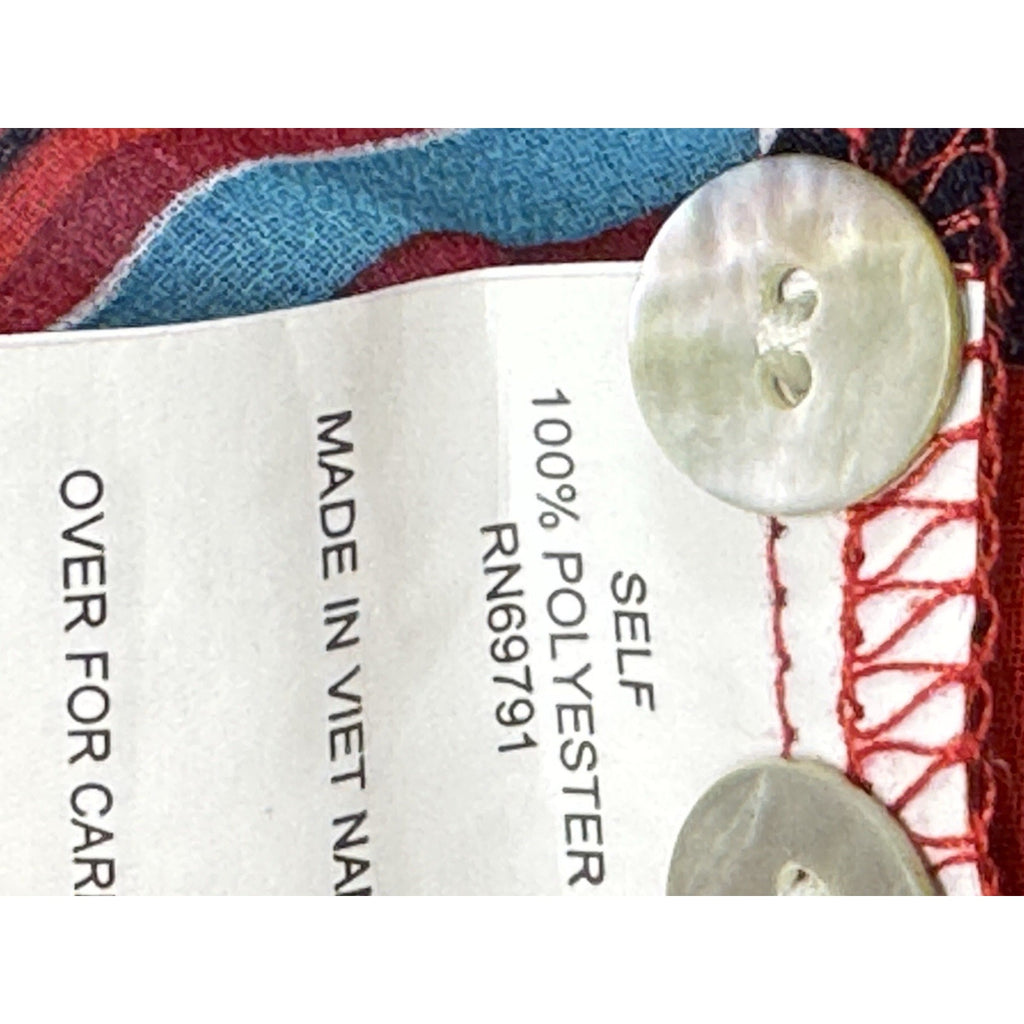 SELF
100% POLYESTER
RN69791
MADE IN VIET
OVER FOR